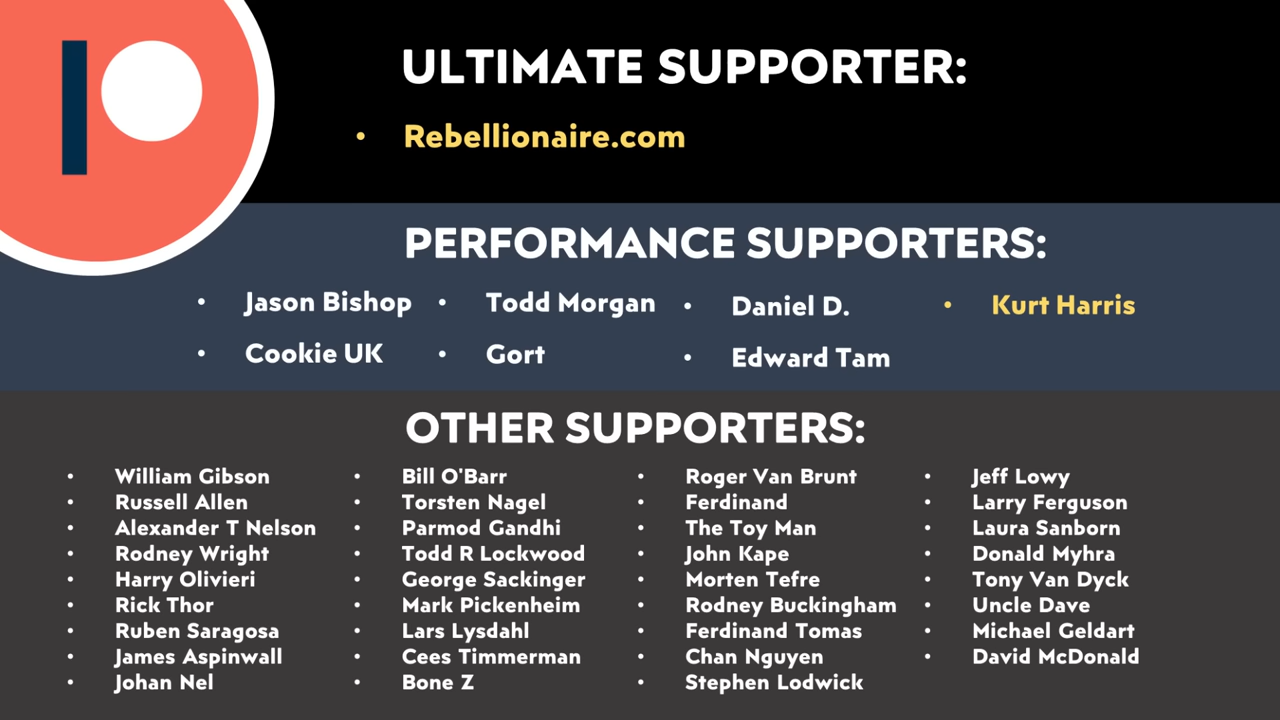 ULTIMATE SUPPORTER:
• Rebellionaire.com
PERFORMANCE SUPPORTERS:
• Jason Bishop
• Cookie UK
• Todd Morgan
• Gort
• Daniel D.
• Edward Tam
• Kurt Harris
OTHER SUPPORTERS:
• William Gibson
• Russell Allen
• Alexander T Nelson
• Rodney Wright
• Harry Olivieri
• Rick Thor
• Ruben Saragosa
• James Aspinwall
• Johan Nel
• Bill O'Barr
• Torsten Nagel
• Parmod Gandhi
• Todd R Lockwood
• George Sackinger
• Mark Pickenheim
• Lars Lysdahl
• Cees Timmerman
• Bone Z
• Roger Van Brunt
• Ferdinand
• The Toy Man
• John Kape
• Morten Tefre
• Rodney Buckingham
• Ferdinand Tomas
• Chan Nguyen
• Stephen Lodwick
• Jeff Lowy
• Larry Ferguson
• Laura Sanborn
• Donald Myhra
• Tony Van Dyck
• Uncle Dave
• Michael Geldart
• David McDonald